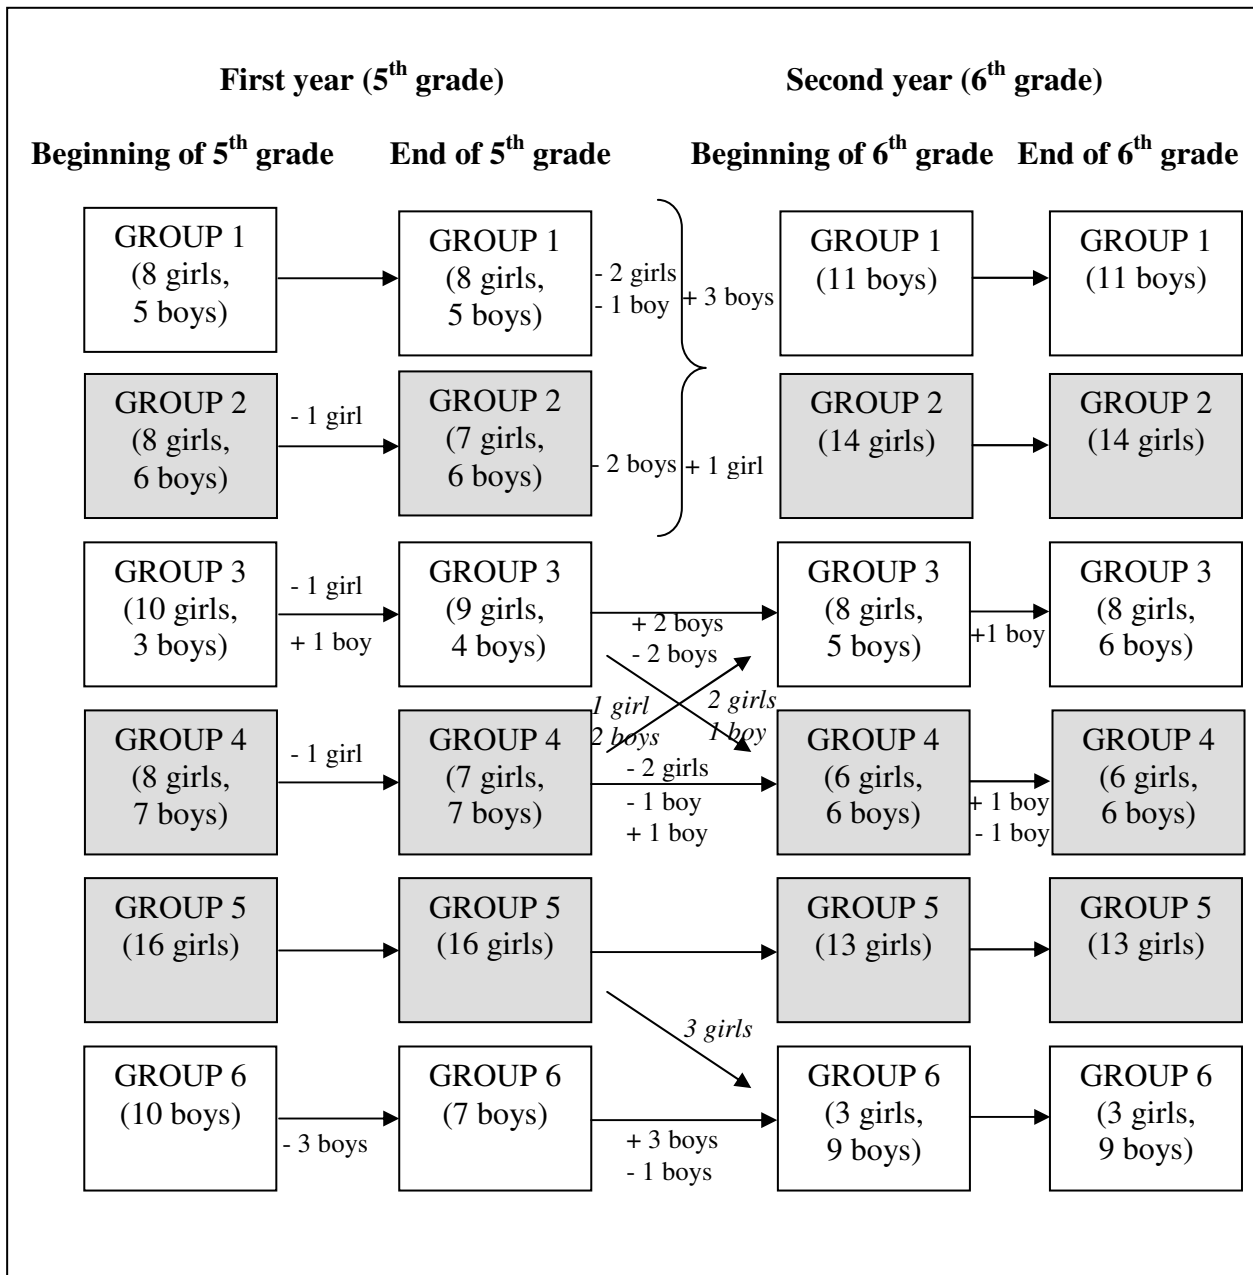 First year (5th grade)
Second year (6th grade)
Beginning of 5th grade
End of 5th grade
Beginning of 6th grade
End of 6th grade
GROUP 1
(8 girls,
5 boys)
GROUP 1
(8 girls,
5 boys)
- 2 girls
- 1 boy
+ 3 boys
GROUP 1
(11 boys)
GROUP 1
(11 boys)
GROUP 2
(8 girls,
6 boys)
- 1 girl
GROUP 2
(7 girls,
6 boys)
- 2 boys
+ 1 girl
GROUP 2
(14 girls)
GROUP 2
(14 girls)
GROUP 3
(10 girls,
3 boys)
- 1 girl
+ 1 boy
GROUP 3
(9 girls,
4 boys)
+ 2 boys
- 2 boys
GROUP 3
(8 girls,
5 boys)
+1 boy
GROUP 3
(8 girls,
6 boys)
1 girl
2 boys
2 girls
1 boy
GROUP 4
(8 girls,
7 boys)
- 1 girl
GROUP 4
(7 girls,
7 boys)
- 2 girls
- 1 boy
+ 1 boy
GROUP 4
(6 girls,
6 boys)
+ 1 boy
- 1 boy
GROUP 4
(6 girls,
6 boys)
GROUP 5
(16 girls)
GROUP 5
(16 girls)
GROUP 5
(13 girls)
GROUP 5
(13 girls)
3 girls
GROUP 6
(10 boys)
- 3 boys
GROUP 6
(7 boys)
+ 3 boys
- 1 boys
GROUP 6
(3 girls,
9 boys)
GROUP 6
(3 girls,
9 boys)